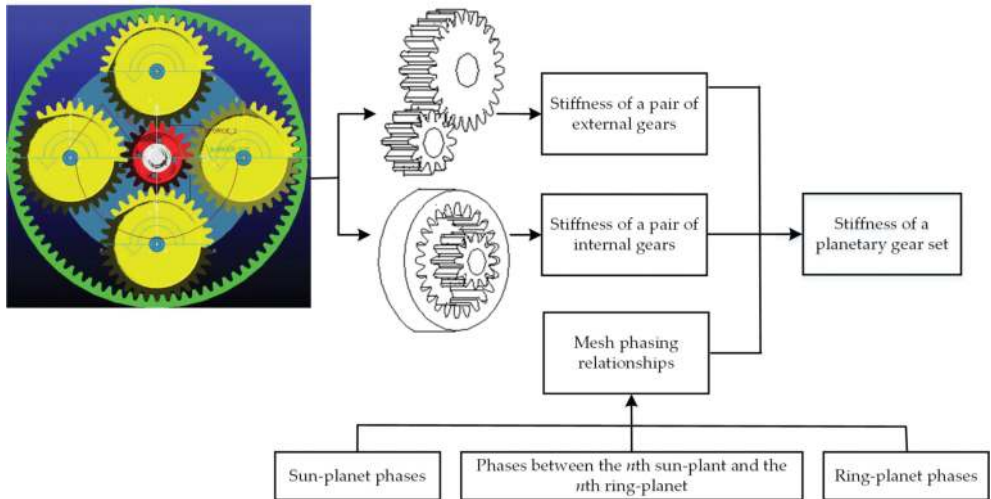 Stiffness of a pair of
external gears
Stiffness of a pair of
internal gears
Stiffness of a
planetary gear set
Mesh phasing
relationships
Sun-planet phases
Phases between the nth sun-plant and the
nth ring-planet
Ring-planet phases